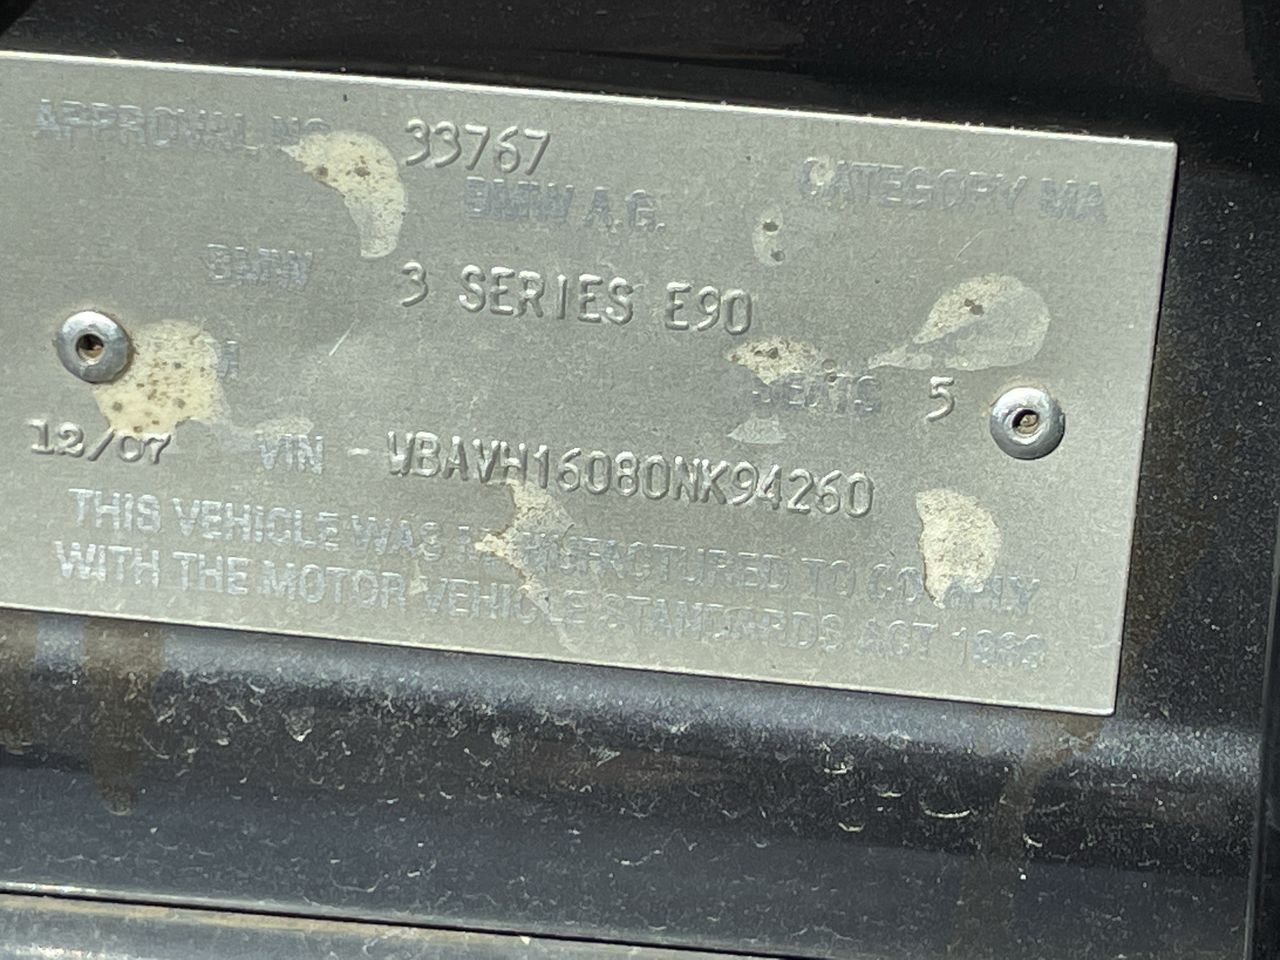 APPROVAL NO. 33767
BMW A.G. CATEGORY MA
BMW 3 SERIES E90
SEATS 5
12/07 VIN - WBAVH16080NK94260
THIS VEHICLE WAS MANUFACTURED TO COMPLY
WITH THE MOTOR VEHICLE STANDARDS ACT 1989